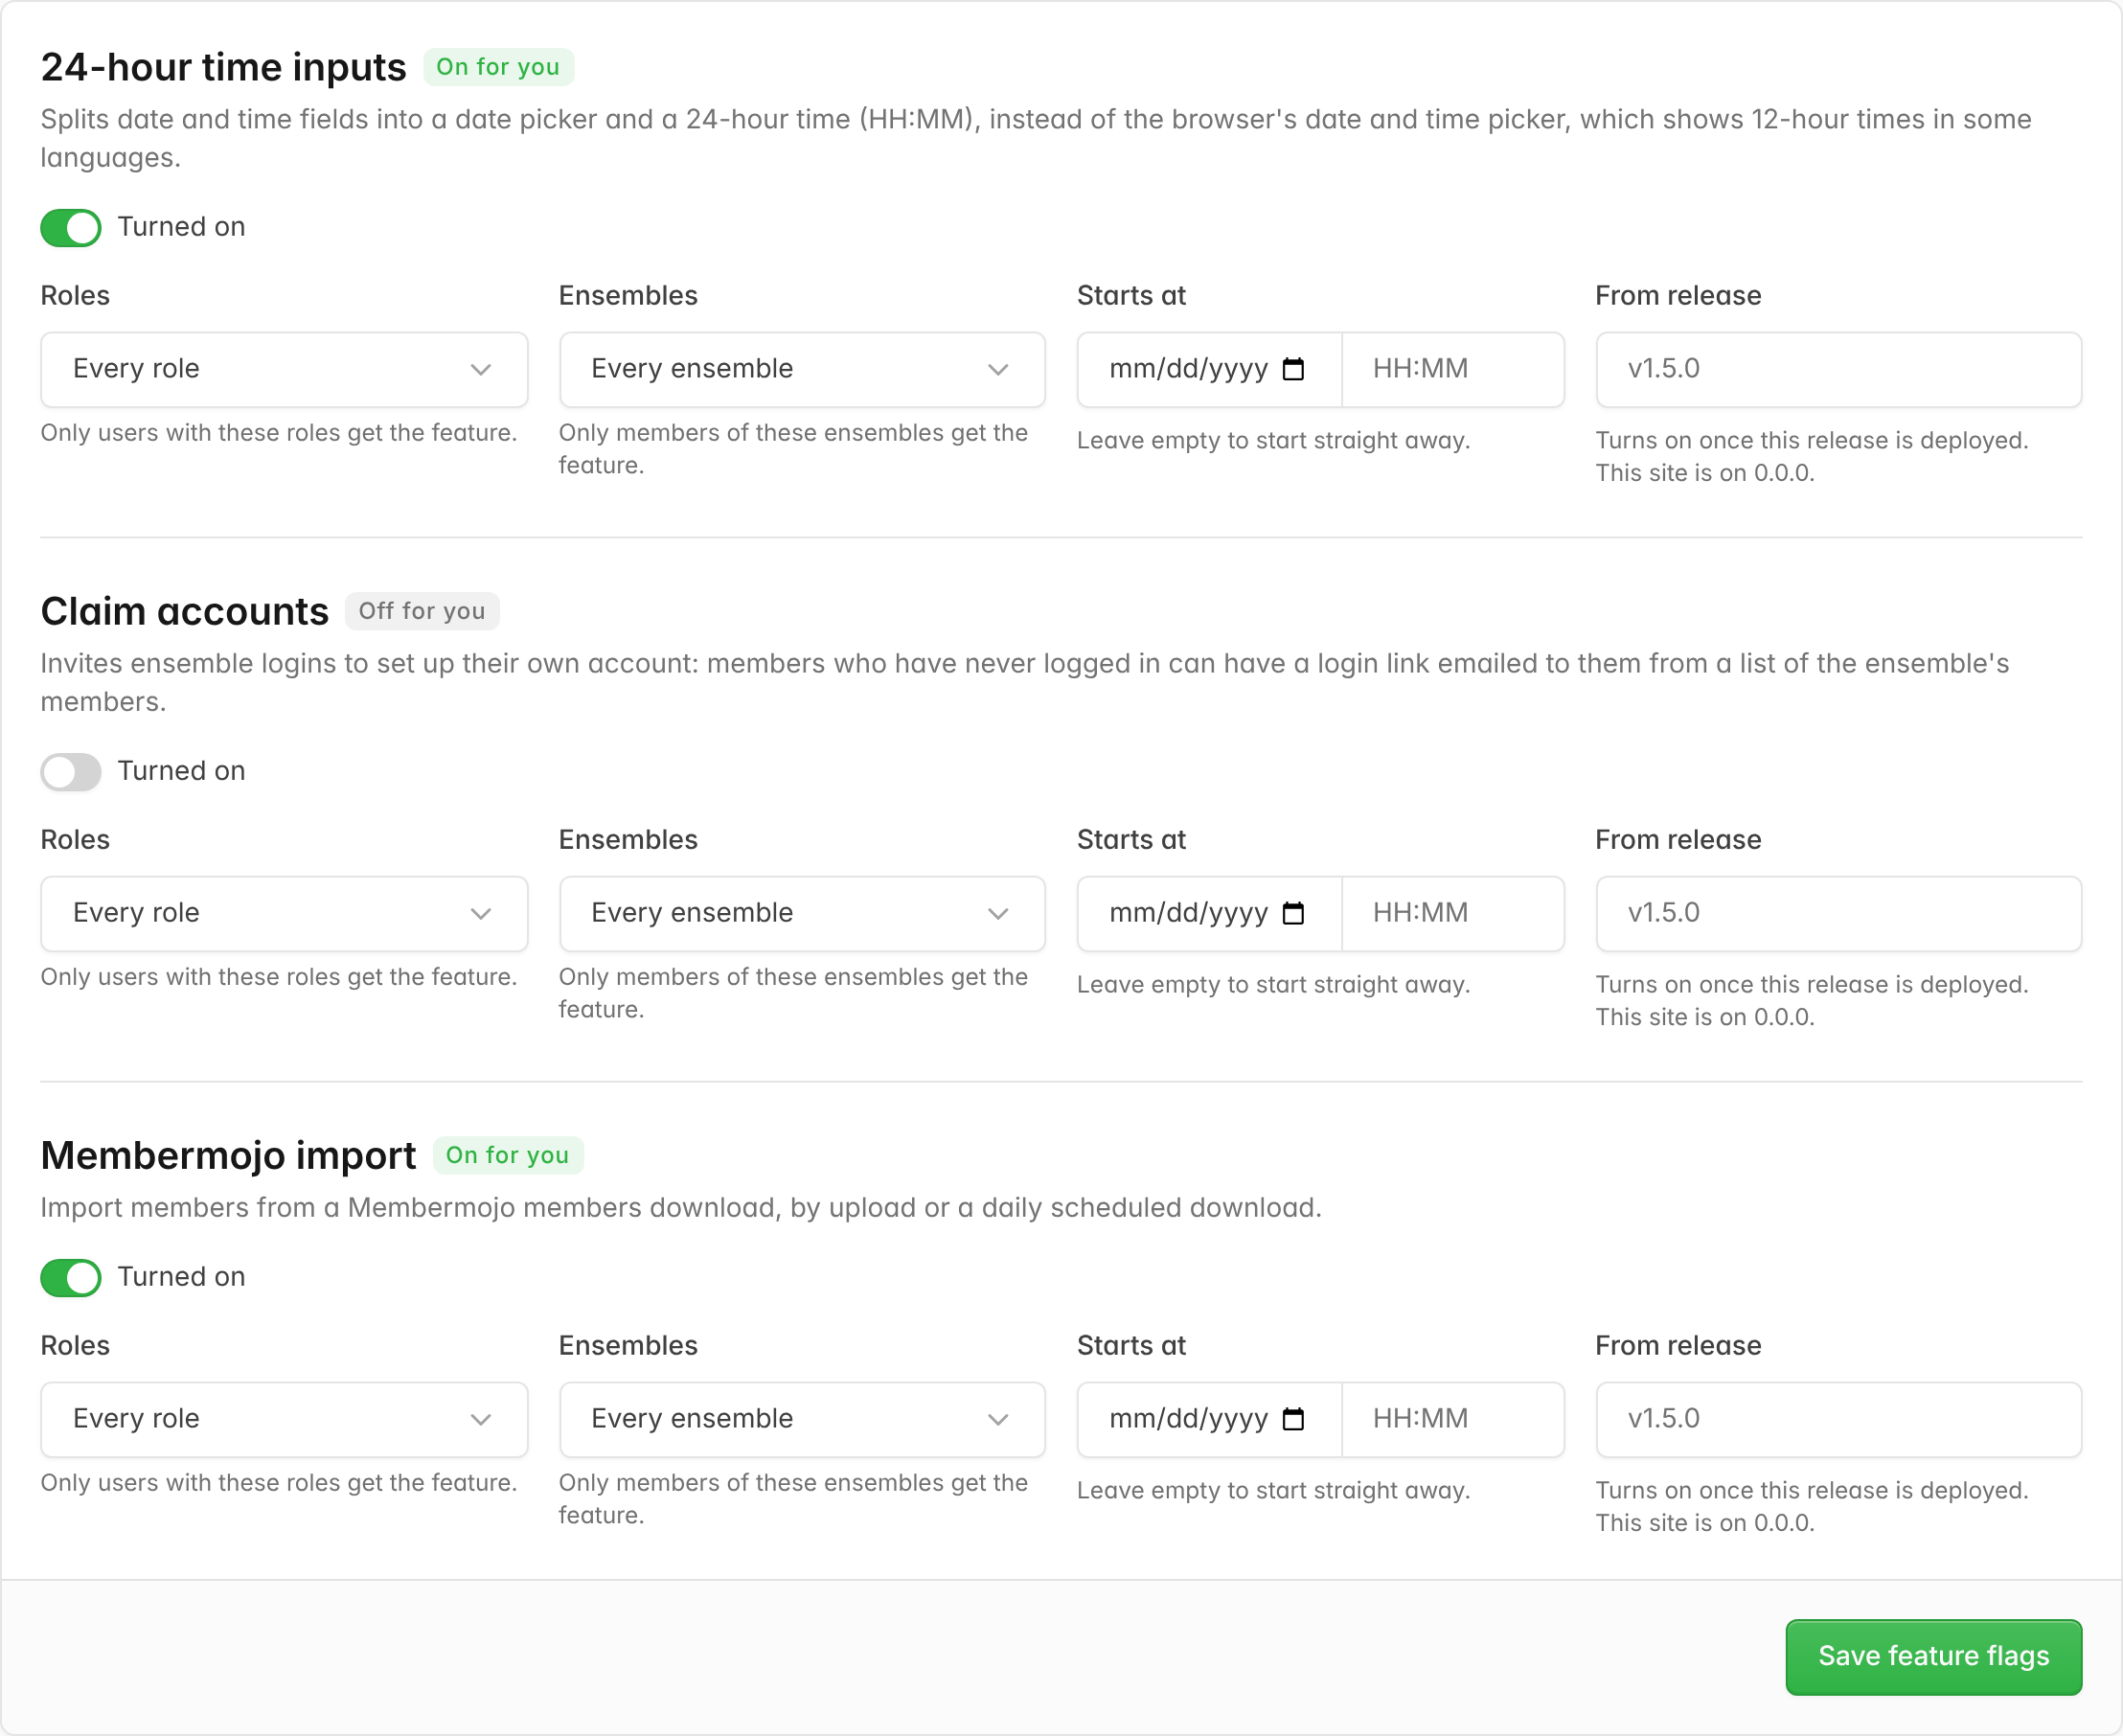 24-hour time inputs On for you
Splits date and time fields into a date picker and a 24-hour time (HH:MM), instead of the browser's date and time picker, which shows 12-hour times in some
languages.
Turned on
Roles Ensembles Starts at From release
Every role Every ensemble mm/dd/yyyy HH:MM v1.5.0
Only users with these roles get the feature. Only members of these ensembles get the Leave empty to start straight away. Turns on once this release is deployed.
feature. This site is on 0.0.0.
Claim accounts Off for you
Invites ensemble logins to set up their own account: members who have never logged in can have a login link emailed to them from a list of the ensemble's
members.
Turned on
Roles Ensembles Starts at From release
Every role Every ensemble mm/dd/yyyy HH:MM v1.5.0
Only users with these roles get the feature. Only members of these ensembles get the Leave empty to start straight away. Turns on once this release is deployed.
feature. This site is on 0.0.0.
Membermojo import On for you
Import members from a Membermojo members download, by upload or a daily scheduled download.
Turned on
Roles Ensembles Starts at From release
Every role Every ensemble mm/dd/yyyy HH:MM v1.5.0
Only users with these roles get the feature. Only members of these ensembles get the Leave empty to start straight away. Turns on once this release is deployed.
feature. This site is on 0.0.0.
Save feature flags